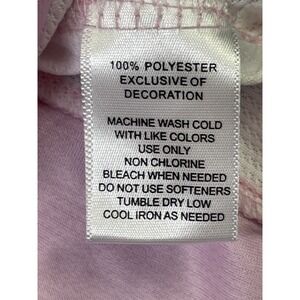 100% POLYESTER
EXCLUSIVE OF
DECORATION
MACHINE WASH COLD
WITH LIKE COLORS
USE ONLY
NON CHLORINE
BLEACH WHEN NEEDED
DO NOT USE SOFTENERS
TUMBLE DRY LOW
COOL IRON AS NEEDED